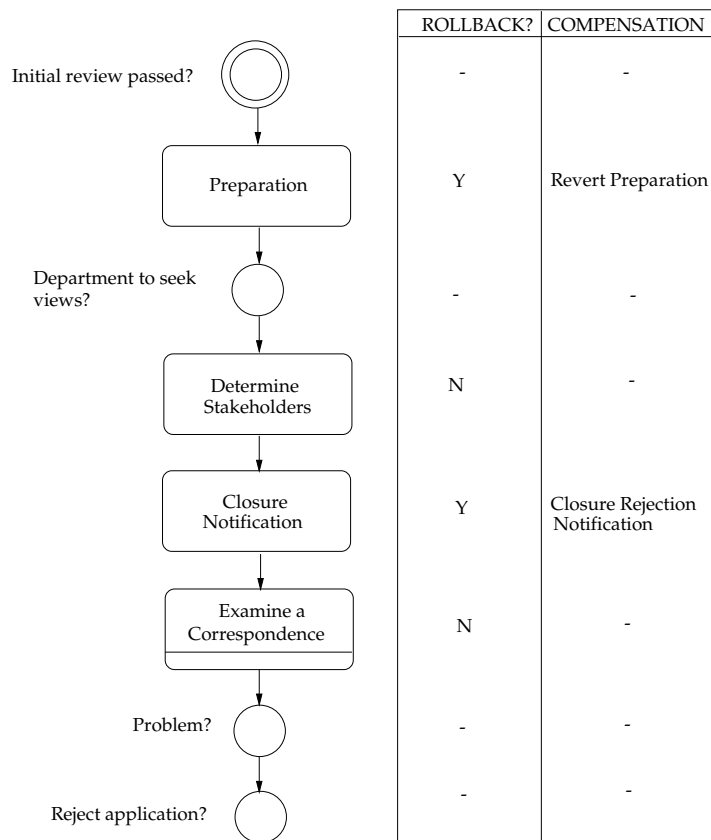 ROLLBACK? COMPENSATION
Initial review passed? - -
Preparation Y Revert Preparation
Department to seek
views? - -
Determine
Stakeholders N -
Closure
Notification Y Closure Rejection
Notification
Examine a
Correspondence N -
Problem? - -
Reject application? - -